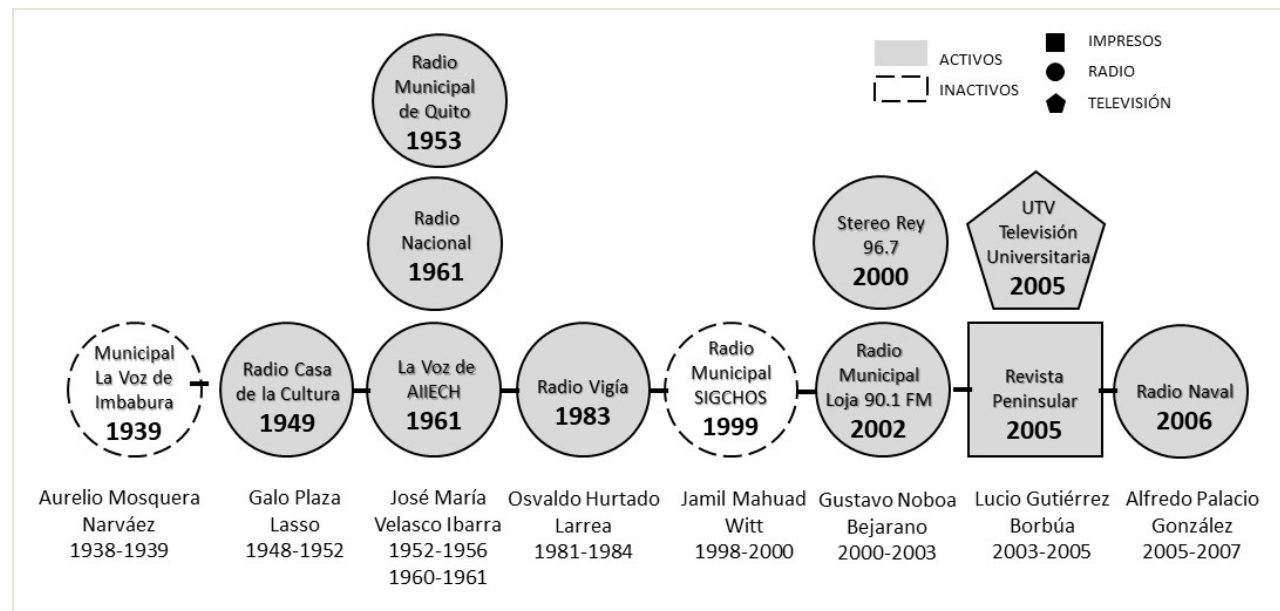 Radio
Municipal
de Quito
1953
ACTIVOS
INACTIVOS
IMPRESOS
RADIO
TELEVISIÓN
Radio
Nacional
1961
Stereo Rey
96.7
2000
UTV
Televisión
Universitaria
2005
Municipal
La Voz de
Imbabura
1939
Radio Casa
de la Cultura
1949
La Voz de
AIIECH
1961
Radio Vigía
1983
Radio
Municipal
SIGCHOS
1999
Radio
Municipal
Loja 90.1 FM
2002
Revista
Peninsular
2005
Radio Naval
2006
Aurelio Mosquera
Narváez
1938-1939
Galo Plaza
Lasso
1948-1952
José María
Velasco Ibarra
1952-1956
1960-1961
Osvaldo Hurtado
Larrea
1981-1984
Jamil Mahuad
Witt
1998-2000
Gustavo Noboa
Bejarano
2000-2003
Lucio Gutiérrez
Borbúa
2003-2005
Alfredo Palacio
González
2005-2007